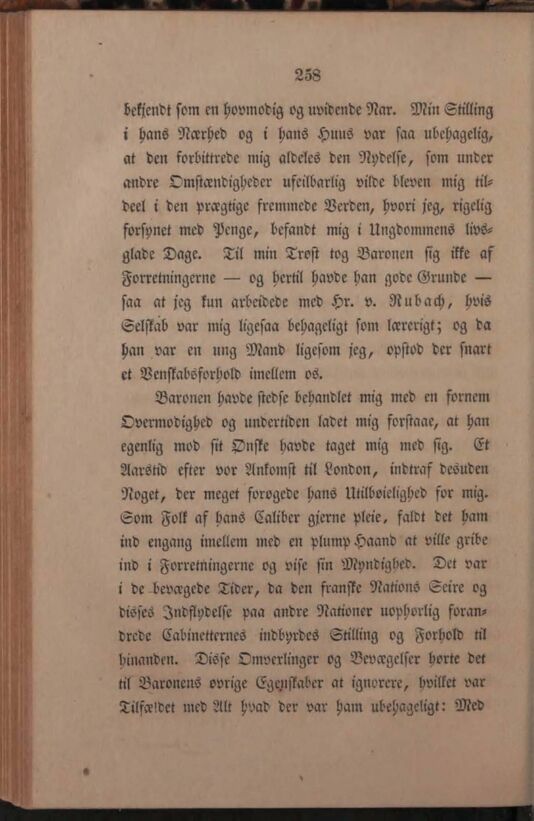 258
bekjendt som en hovmodig og uvidende Nar. Min Stilling
i hans Nærhed og i hans Huus var saa ubehagelig,
at den forbittrede mig aldeles den Nydelse, som under
andre Omstændigheder ufeilbarlig vilde bleven mig til-
deel i den prægtige fremmede Verden, hvori jeg, rigelig
forsynet med Penge, befandt mig i Ungdommens livs-
glade Dage. Til min Trøst tog Baronen sig ikke af
Forretningerne — og hertil havde han gode Grunde —
saa at jeg kun arbeidede med Hr. v. Rubach, hvis
Selskab var mig ligesaa behageligt som lærerigt; og da
han var en ung Mand ligesom jeg, opstod der snart
et Venskabsforhold imellem os.
Baronen havde stedse behandlet mig med en fornem
Overmodighed og undertiden ladet mig forstaae, at han
egenlig mod sit Ønske havde taget mig med sig. Et
Aarstid efter vor Ankomst til London, indtraf desuden
Noget, der meget forøgede hans Utilbøielighed for mig.
Som Folk af hans Caliber gjerne pleie, faldt det ham
ind engang imellem med en plump Haand at ville gribe
ind i Forretningerne og vise sin Myndighed. Det var
i de bevægede Tider, da den franske Nations Seire og
disses Indflydelse paa andre Nationer uophørlig foran-
drede Cabinetternes indbyrdes Stilling og Forhold til
hinanden. Disse Omverlinger og Bevægelser hørte det
til Baronens øvrige Egenskaber at ignorere, hvilket var
Tilfældet med Alt hvad der var ham ubehageligt: Med